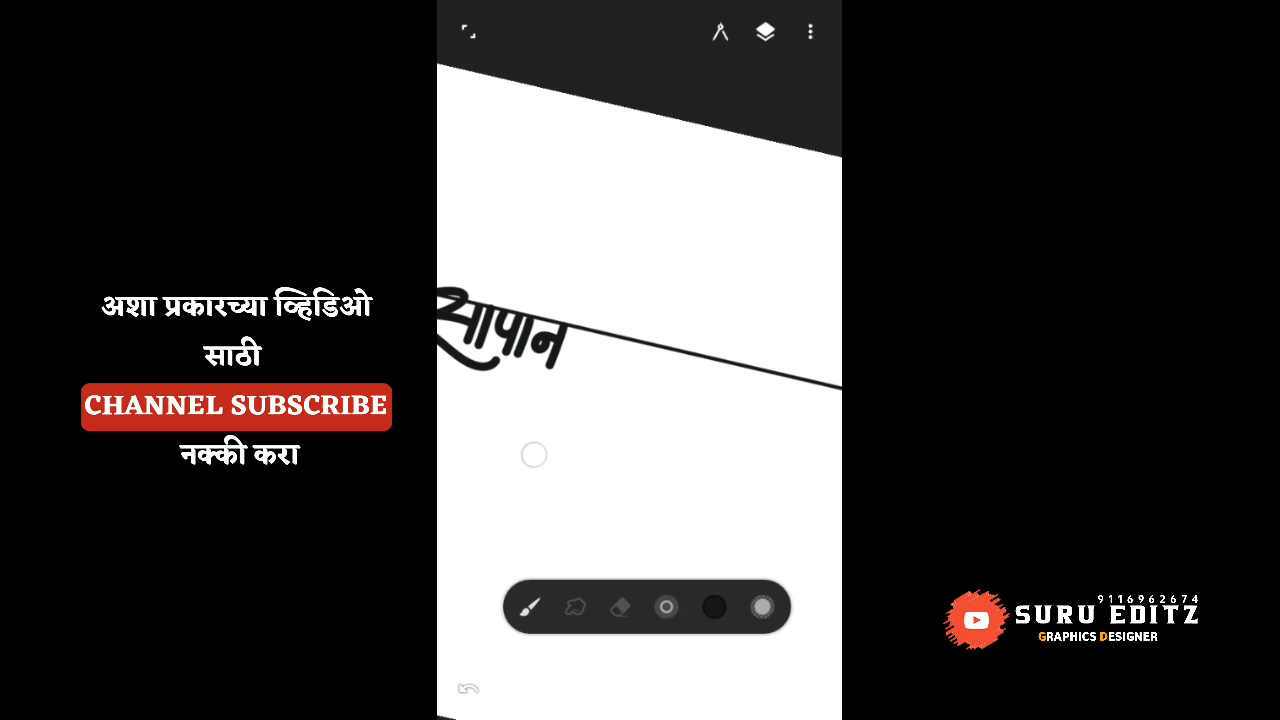 अशा प्रकारच्या व्हिडिओ
साठी
CHANNEL SUBSCRIBE
नक्की करा
9116962674
SURU EDITZ
GRAPHICS DESIGNER